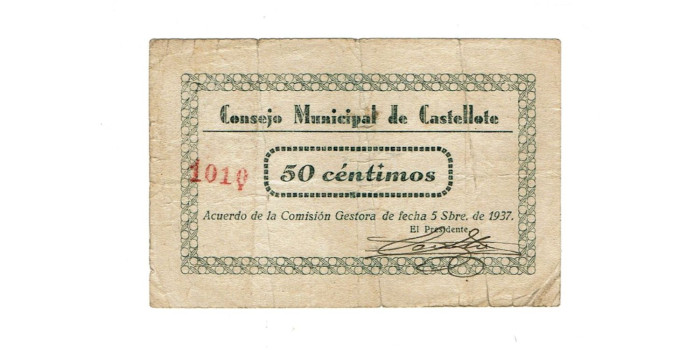 Consejo Municipal de Castellote
50 céntimos
Acuerdo de la Comisión Gestora de fecha 5 Sbre. de 1937.
El Presidente